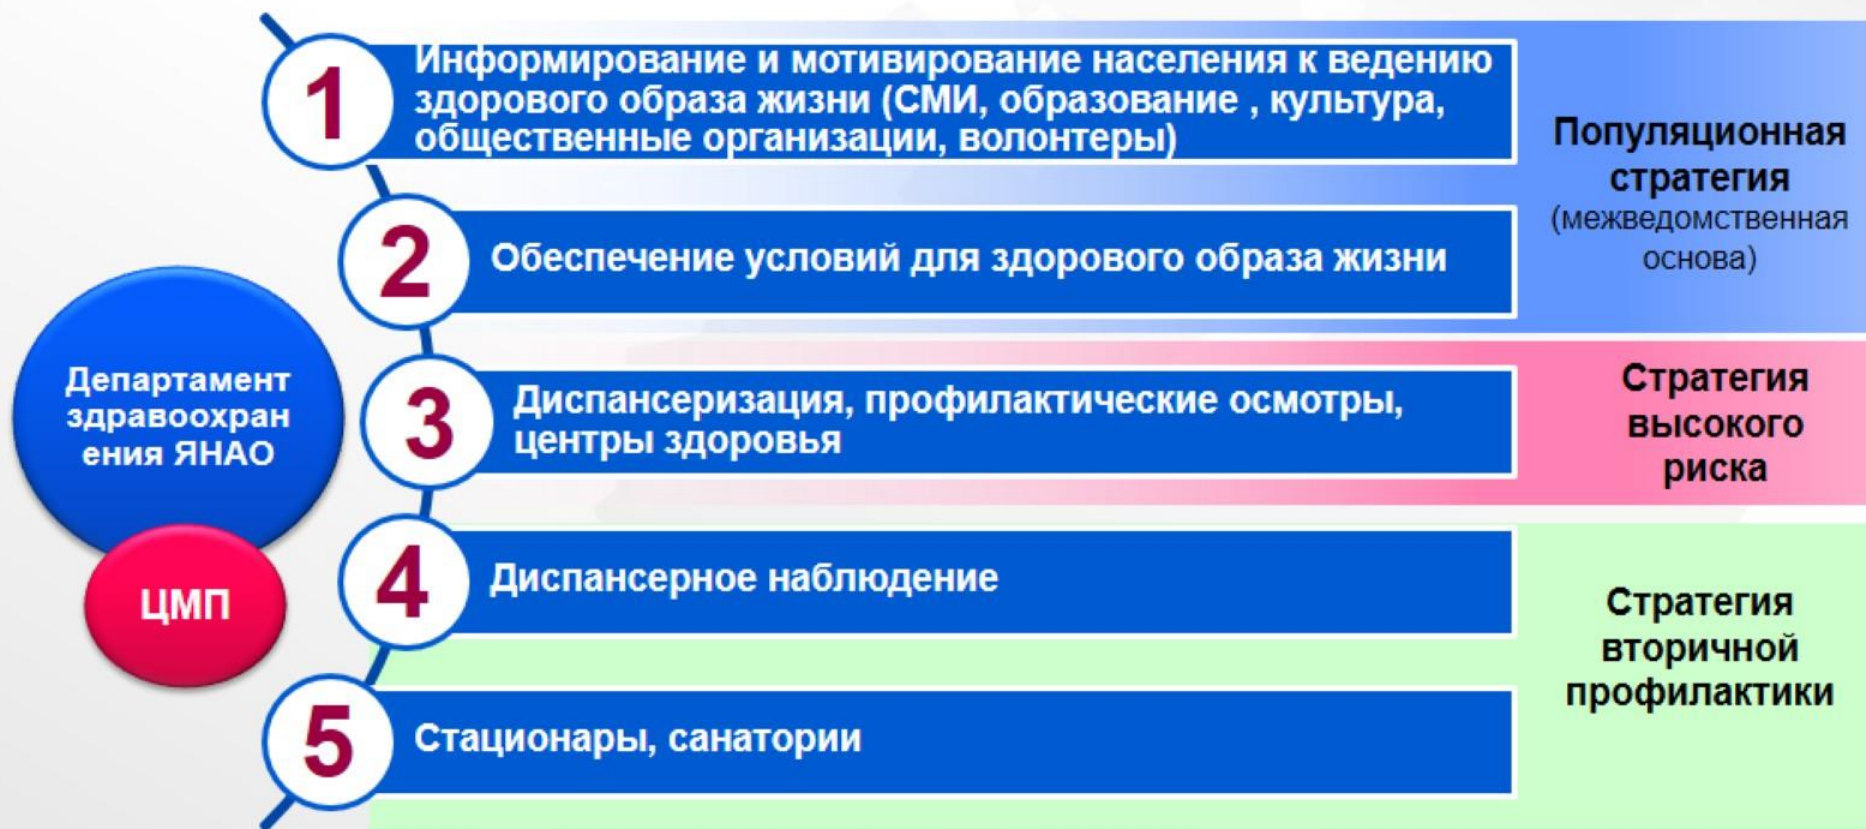 1
Информирование и мотивирование населения к ведению
здорового образа жизни (СМИ, образование , культура,
общественные организации, волонтеры)
2
Обеспечение условий для здорового образа жизни
Популяционная
стратегия
(межведомственная
основа)
3
Диспансеризация, профилактические осмотры,
центры здоровья
Стратегия
высокого
риска
Департамент
здравоохран
ения ЯНАО
ЦМП
4
Диспансерное наблюдение
5
Стационары, санатории
Стратегия
вторичной
профилактики